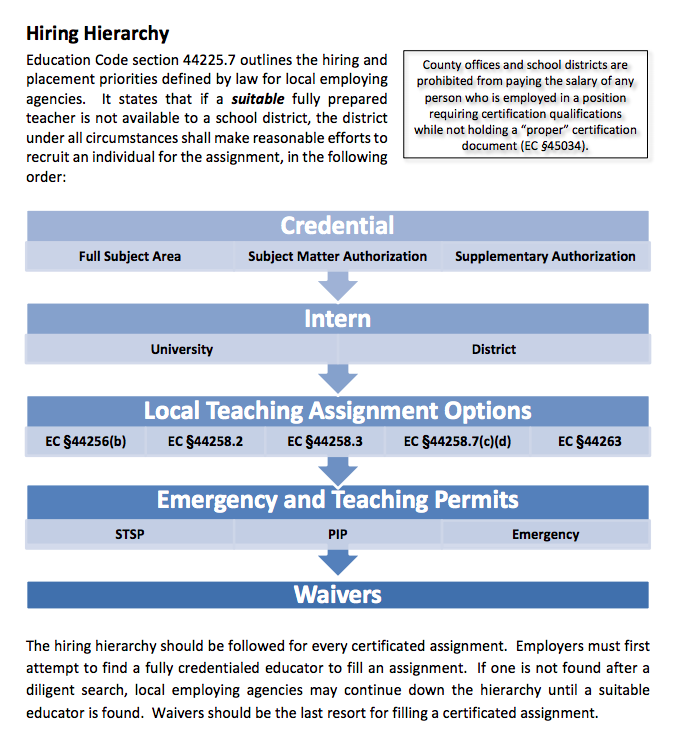 Hiring Hierarchy
Education Code section 44225.7 outlines the hiring and
placement priorities defined by law for local employing
agencies. It states that if a suitable fully prepared
teacher is not available to a school district, the district
under all circumstances shall make reasonable efforts to
recruit an individual for the assignment, in the following
order:
County offices and school districts are
prohibited from paying the salary of any
person who is employed in a position
requiring certification qualifications
while not holding a “proper” certification
document (EC §45034).
Credential
Full Subject Area Subject Matter Authorization Supplementary Authorization
Intern
University District
Local Teaching Assignment Options
EC §44256(b) EC §44258.2 EC §44258.3 EC §44258.7(c)(d) EC §44263
Emergency and Teaching Permits
STSP PIP Emergency
Waivers
The hiring hierarchy should be followed for every certificated assignment. Employers must first
attempt to find a fully credentialed educator to fill an assignment. If one is not found after a
diligent search, local employing agencies may continue down the hierarchy until a suitable
educator is found. Waivers should be the last resort for filling a certificated assignment.